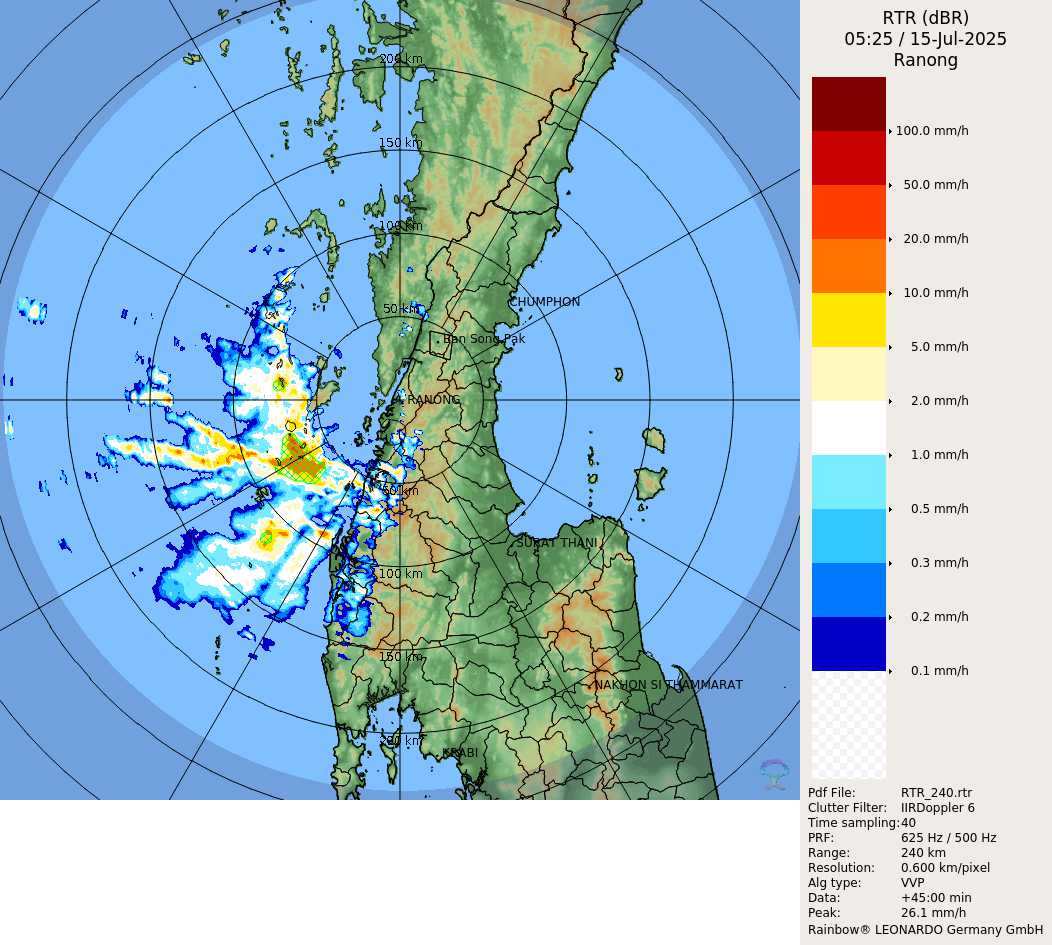 200 km
150 km
100 km
50 km
CHUMPHON
Ban Song Pak
RANONG
50 km
SURAT THANI
100 km
150 km
NAKHON SI THAMMARAT
200 km
KRABI
RTR (dBR)
05:25 / 15-Jul-2025
Ranong
100.0 mm/h
50.0 mm/h
20.0 mm/h
10.0 mm/h
5.0 mm/h
2.0 mm/h
1.0 mm/h
0.5 mm/h
0.3 mm/h
0.2 mm/h
0.1 mm/h
Pdf File: RTR_240.rtr
Clutter Filter: IIRDoppler 6
Time sampling: 40
PRF: 625 Hz / 500 Hz
Range: 240 km
Resolution: 0.600 km/pixel
Alg type: VVP
Data: +45:00 min
Peak: 26.1 mm/h
Rainbow® LEONARDO Germany GmbH